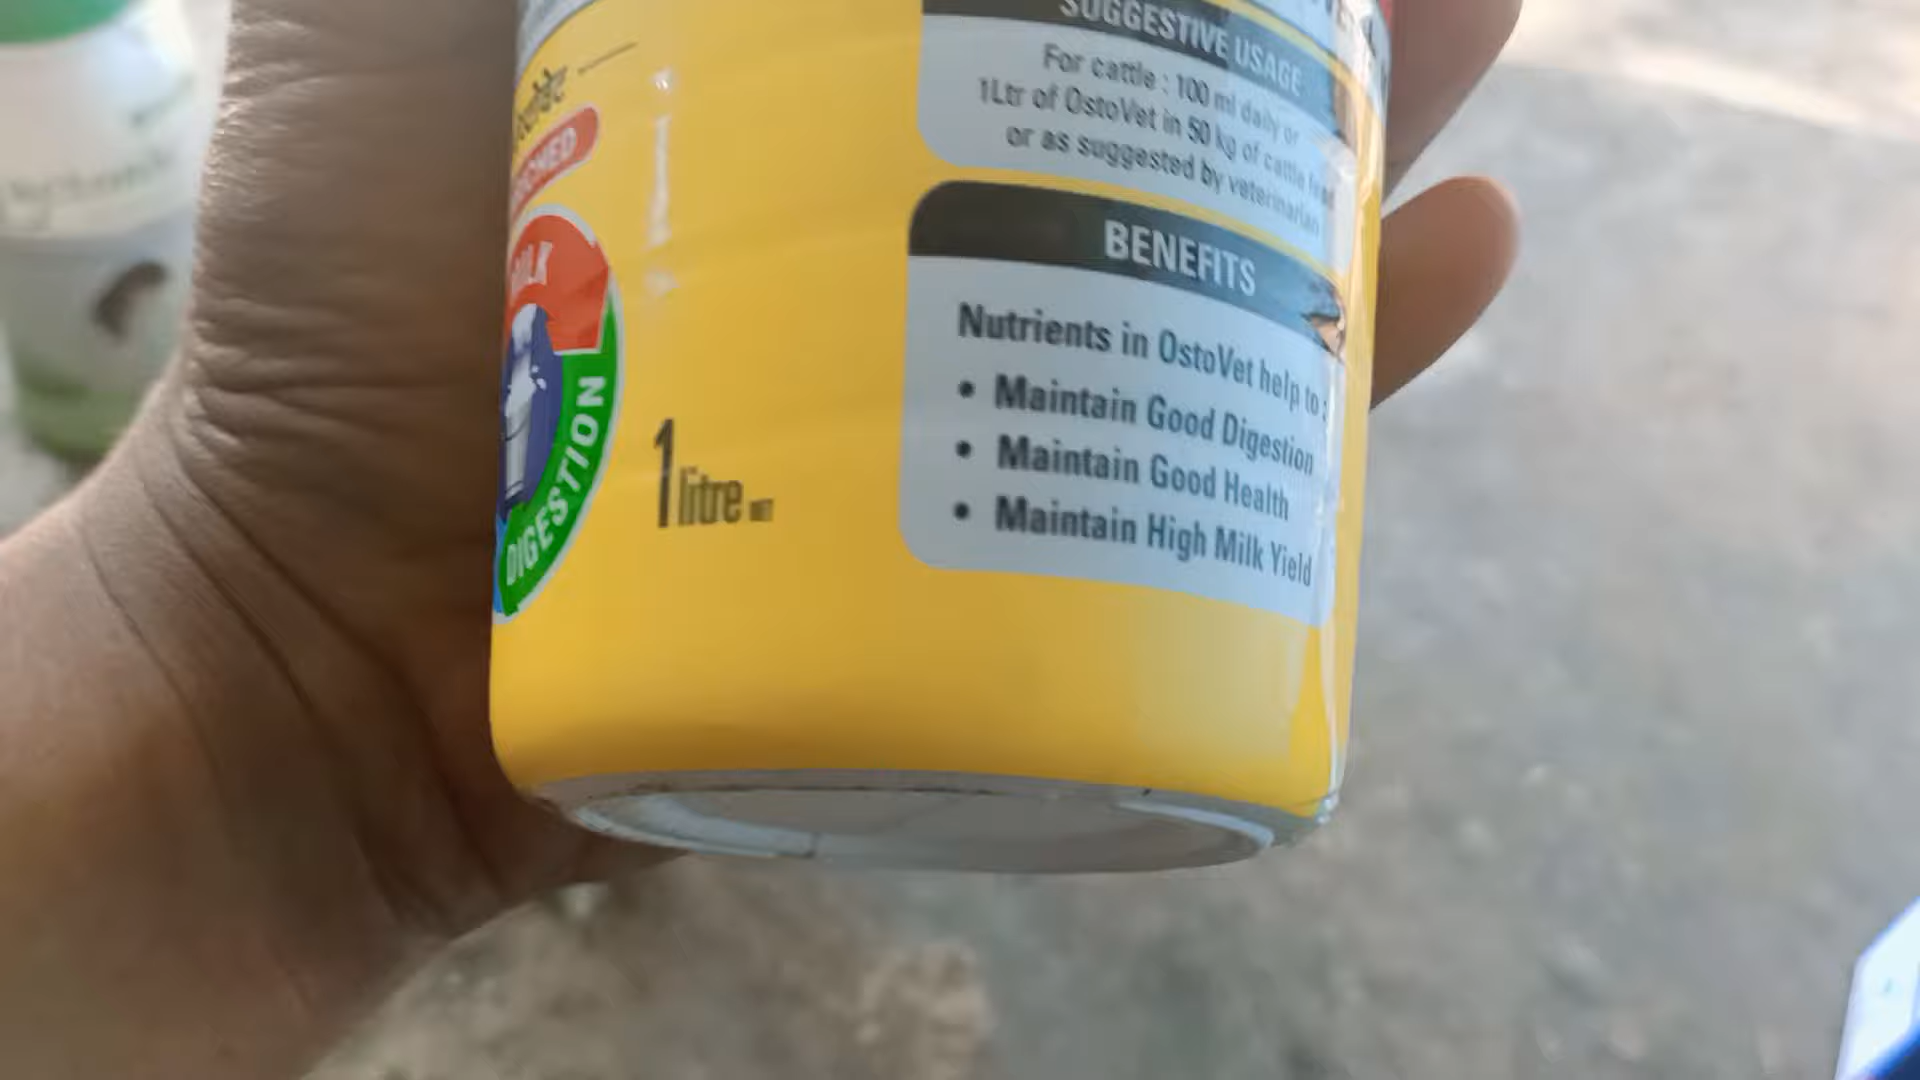 SUGGESTIVE USAGE
For cattle : 100 ml daily or
1Ltr of OstoVet in 50 kg of cattle feed
or as suggested by veterinarian
BENEFITS
Nutrients in OstoVet help to :
• Maintain Good Digestion
• Maintain Good Health
• Maintain High Milk Yield
MILK
DIGESTION
1 litre